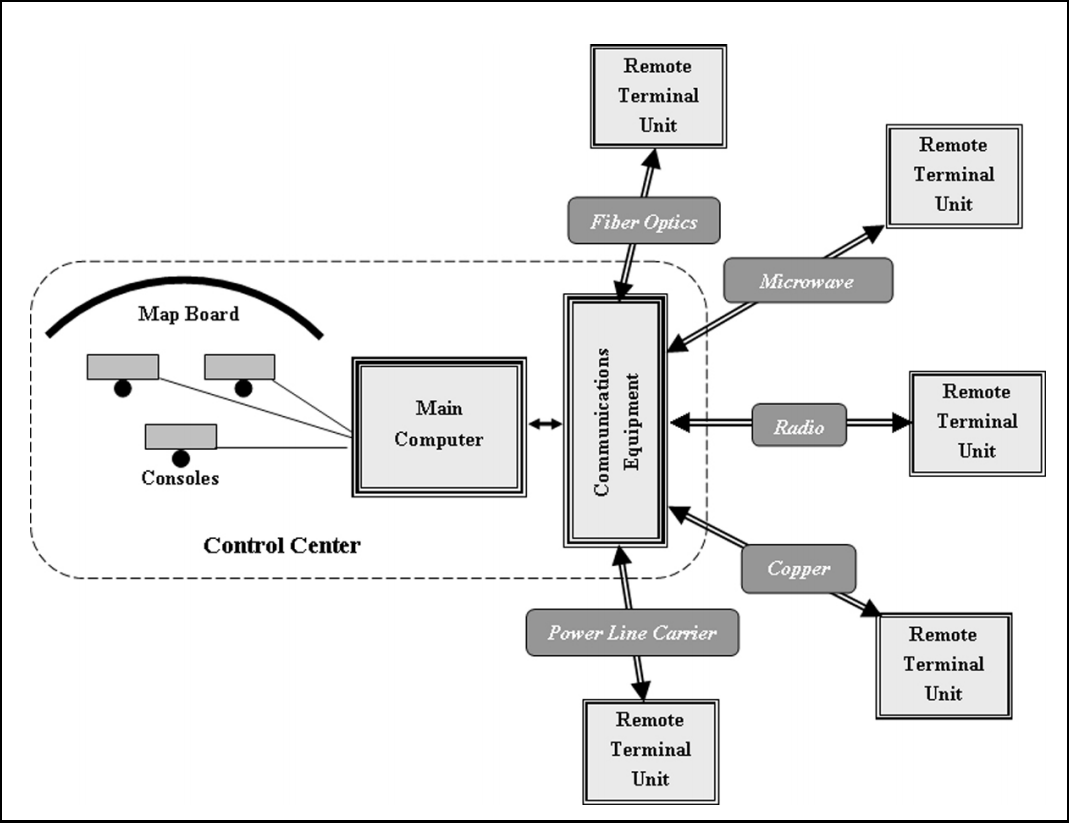 Remote
Terminal
Unit
Remote
Terminal
Unit
Fiber Optics
Microwave
Map Board
Communications
Equipment
Main
Computer
Radio
Remote
Terminal
Unit
Consoles
Control Center
Copper
Power Line Carrier
Remote
Terminal
Unit
Remote
Terminal
Unit